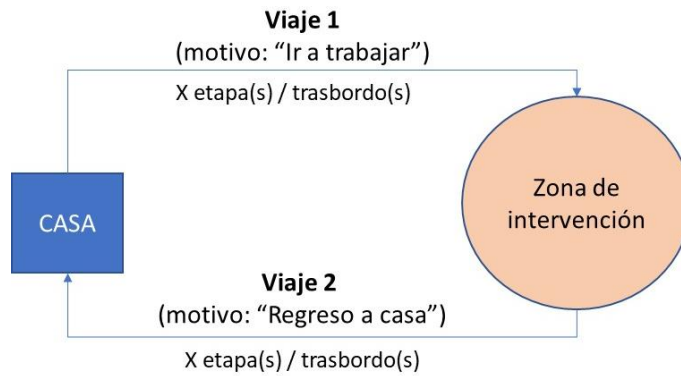 Viaje 1
(motivo: “Ir a trabajar”)
X etapa(s) / trasbordo(s)
CASA
Zona de
intervención
Viaje 2
(motivo: “Regreso a casa”)
X etapa(s) / trasbordo(s)